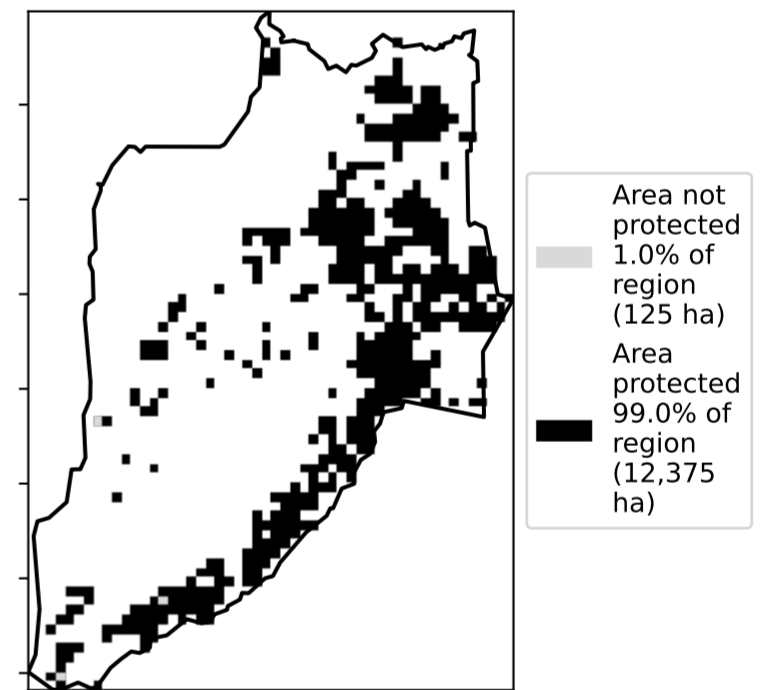 Area not
protected
1.0% of
region
(125 ha)
Area
protected
99.0% of
region
(12,375
ha)